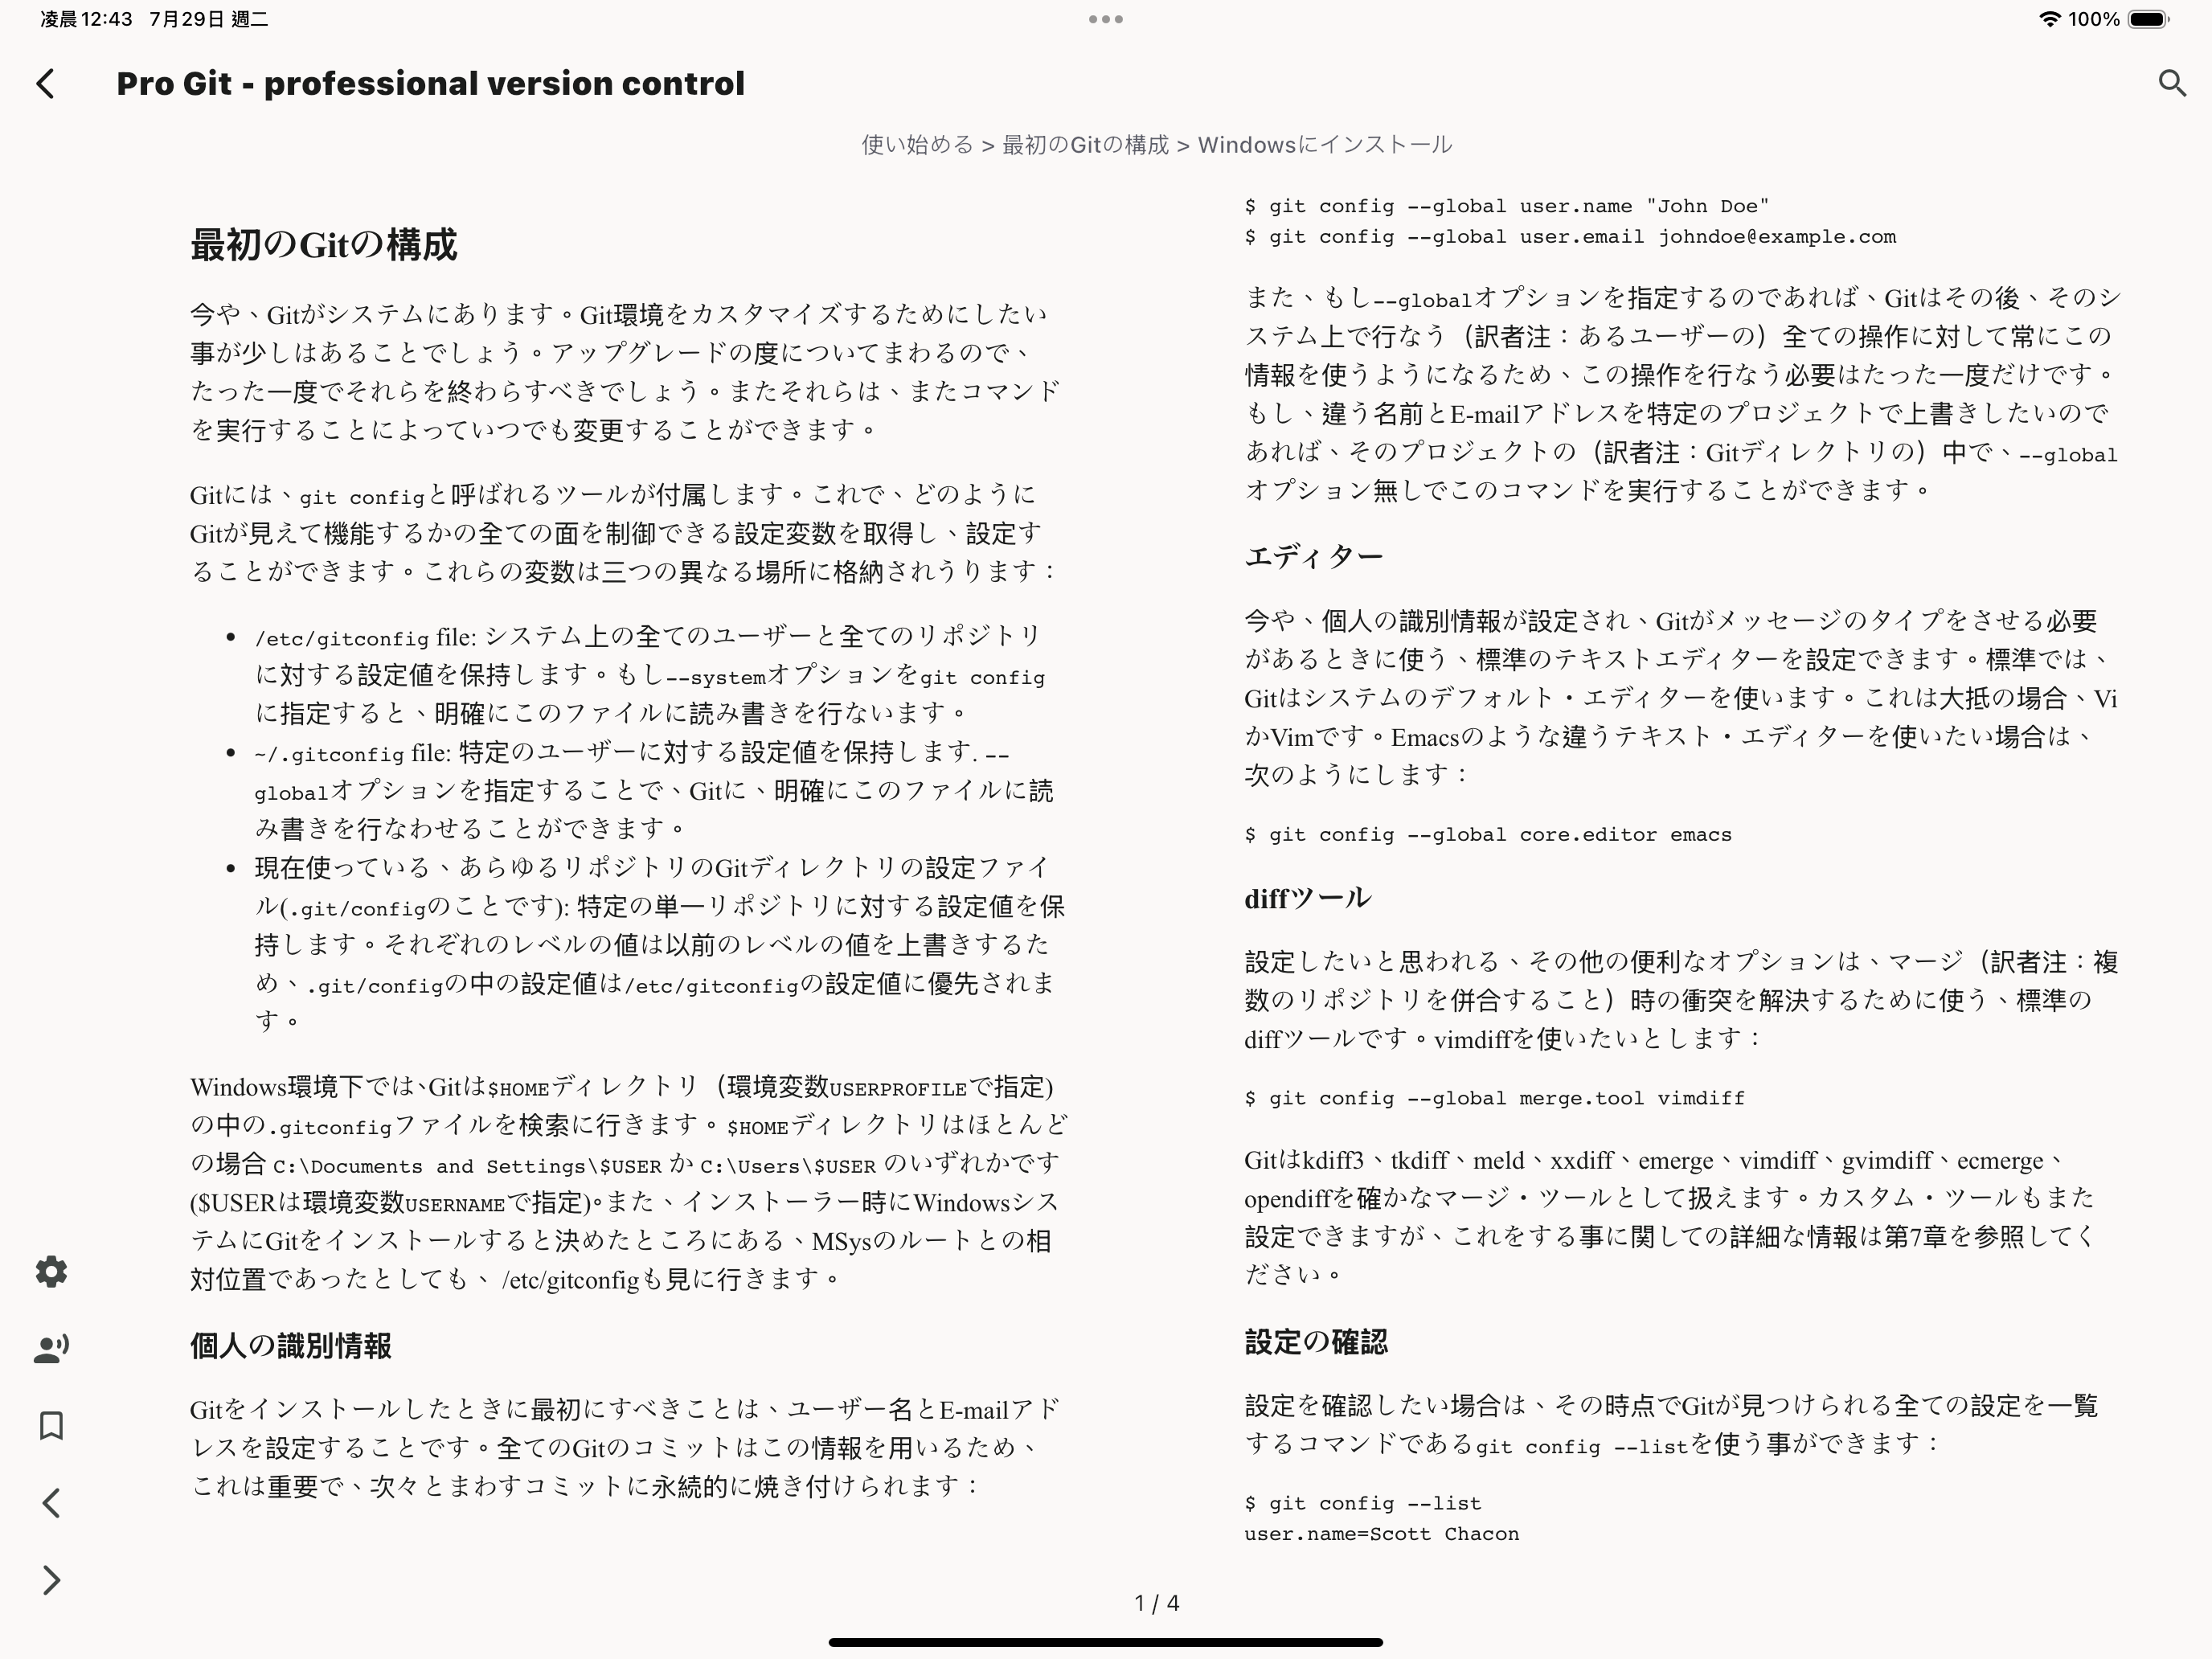 凌晨12:43 7月29日 週二
100%
Pro Git - professional version control
使い始める > 最初のGitの構成 > Windowsにインストール
最初のGitの構成
今や、Gitがシステムにあります。Git環境をカスタマイズするためにしたい
事が少しはあることでしょう。アップグレードの度についてまわるので、
たった一度でそれらを終わらすべきでしょう。またそれらは、またコマンド
を実行することによっていつでも変更することができます。
Gitには、git configと呼ばれるツールが付属します。これで、どのように
Gitが見えて機能するかの全ての面を制御できる設定変数を取得し、設定す
ることができます。これらの変数は三つの異なる場所に格納されうります：
• /etc/gitconfig file: システム上の全てのユーザーと全てのリポジトリ
に対する設定値を保持します。もし--systemオプションをgit config
に指定すると、明確にこのファイルに読み書きを行ないます。
• ~/.gitconfig file: 特定のユーザーに対する設定値を保持します. --
globalオプションを指定することで、Gitに、明確にこのファイルに読
み書きを行なわせることができます。
• 現在使っている、あらゆるリポジトリのGitディレクトリの設定ファイ
ル(.git/configのことです): 特定の単一リポジトリに対する設定値を保
持します。それぞれのレベルの値は以前のレベルの値を上書きするた
め、.git/configの中の設定値は/etc/gitconfigの設定値に優先されま
す。
Windows環境下では、Gitは$HOMEディレクトリ（環境変数USERPROFILEで指定)
の中の.gitconfigファイルを検索に行きます。$HOMEディレクトリはほとんど
の場合 C:\Documents and Settings\$USER か C:\Users\$USER のいずれかです
($USERは環境変数USERNAMEで指定)。また、インストーラー時にWindowsシス
テムにGitをインストールすると決めたところにある、MSysのルートとの相
対位置であったとしても、 /etc/gitconfigも見に行きます。
個人の識別情報
Gitをインストールしたときに最初にすべきことは、ユーザー名とE-mailアド
レスを設定することです。全てのGitのコミットはこの情報を用いるため、
これは重要で、次々とまわすコミットに永続的に焼き付けられます：
$ git config --global user.name "John Doe"
$ git config --global user.email johndoe@example.com
また、もし--globalオプションを指定するのであれば、Gitはその後、そのシ
ステム上で行なう（訳者注：あるユーザーの）全ての操作に対して常にこの
情報を使うようになるため、この操作を行なう必要はたった一度だけです。
もし、違う名前とE-mailアドレスを特定のプロジェクトで上書きしたいので
あれば、そのプロジェクトの（訳者注：Gitディレクトリの）中で、--global
オプション無しでこのコマンドを実行することができます。
エディター
今や、個人の識別情報が設定され、Gitがメッセージのタイプをさせる必要
があるときに使う、標準のテキストエディターを設定できます。標準では、
Gitはシステムのデフォルト・エディターを使います。これは大抵の場合、Vi
かVimです。Emacsのような違うテキスト・エディターを使いたい場合は、
次のようにします：
$ git config --global core.editor emacs
diffツール
設定したいと思われる、その他の便利なオプションは、マージ（訳者注：複
数のリポジトリを併合すること）時の衝突を解決するために使う、標準の
diffツールです。vimdiffを使いたいとします：
$ git config --global merge.tool vimdiff
Gitはkdiff3、tkdiff、meld、xxdiff、emerge、vimdiff、gvimdiff、ecmerge、
opendiffを確かなマージ・ツールとして扱えます。カスタム・ツールもまた
設定できますが、これをする事に関しての詳細な情報は第7章を参照してく
ださい。
設定の確認
設定を確認したい場合は、その時点でGitが見つけられる全ての設定を一覧
するコマンドであるgit config --listを使う事ができます：
$ git config --list
user.name=Scott Chacon
1 / 4